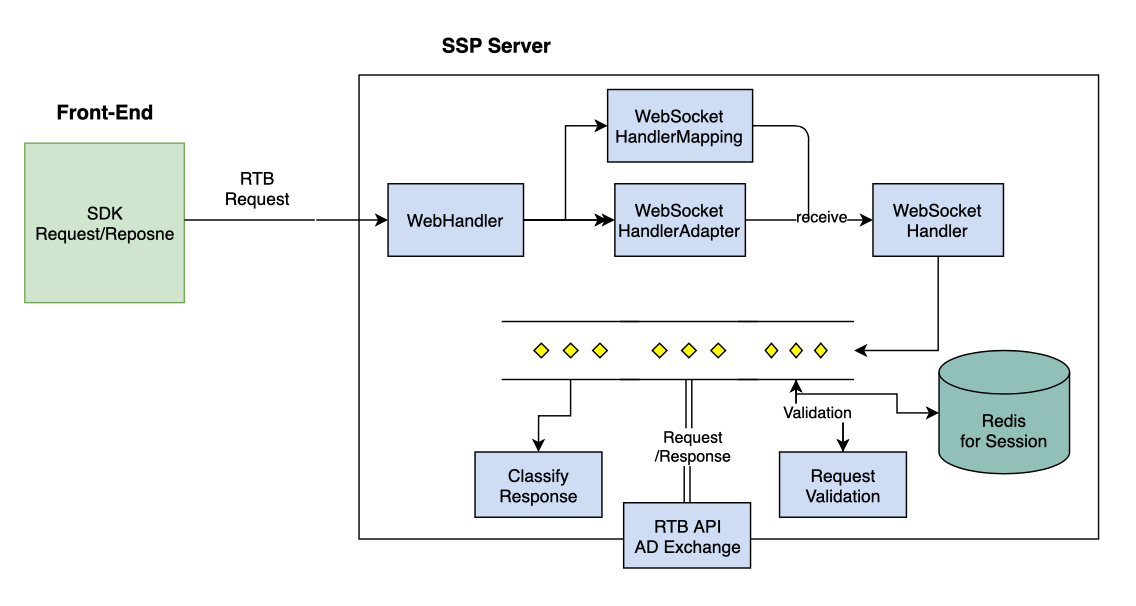 SSP Server
Front-End
SDK
Request/Reposne
RTB
Request
WebHandler
WebSocket
HandlerMapping
WebSocket
HandlerAdapter
receive
WebSocket
Handler
Validation
Redis
for Session
Request
/Response
Classify
Response
Request
Validation
RTB API
AD Exchange